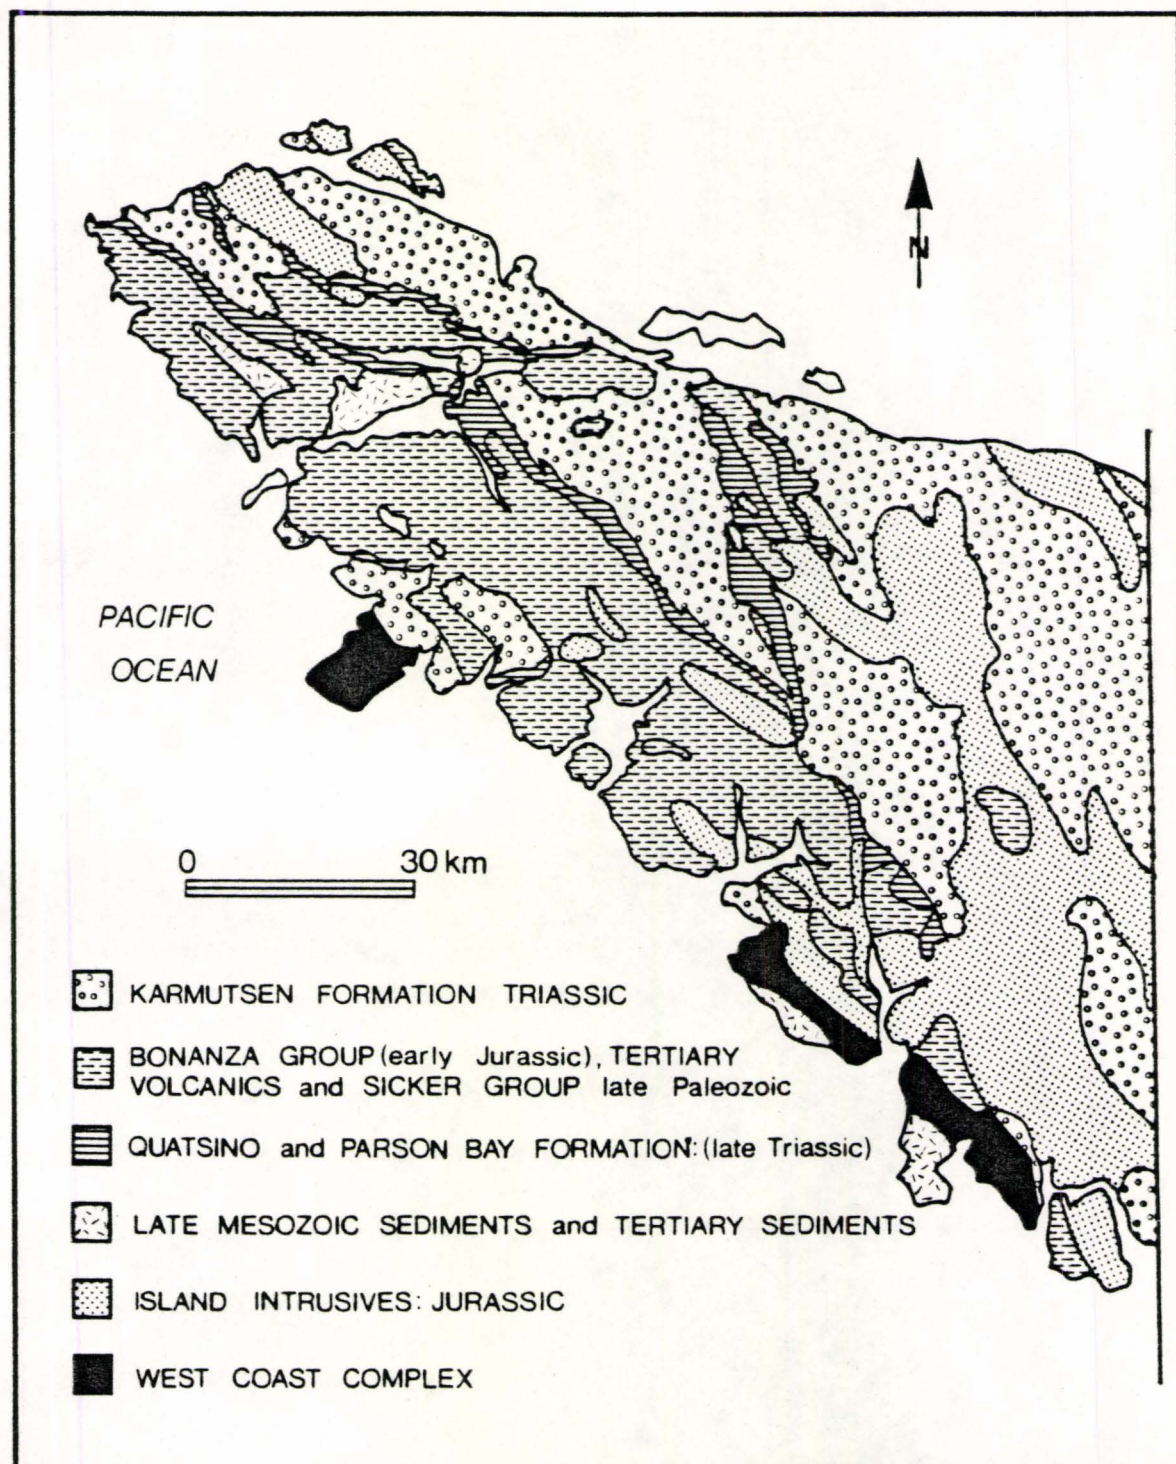 N
PACIFIC
OCEAN
0 30 km
KARMUTSEN FORMATION TRIASSIC
BONANZA GROUP (early Jurassic), TERTIARY
VOLCANICS and SICKER GROUP late Paleozoic
QUATSINO and PARSON BAY FORMATION: (late Triassic)
LATE MESOZOIC SEDIMENTS and TERTIARY SEDIMENTS
ISLAND INTRUSIVES: JURASSIC
WEST COAST COMPLEX